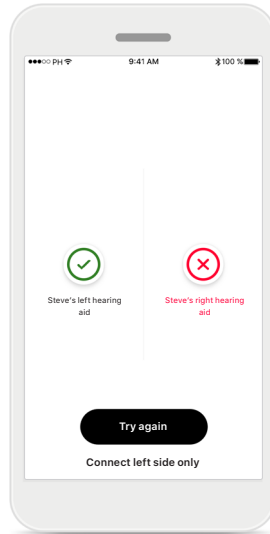 ●●●○○ PH 9:41 AM 100 %
Steve's left hearing
aid
Steve's right hearing
aid
Try again
Connect left side only